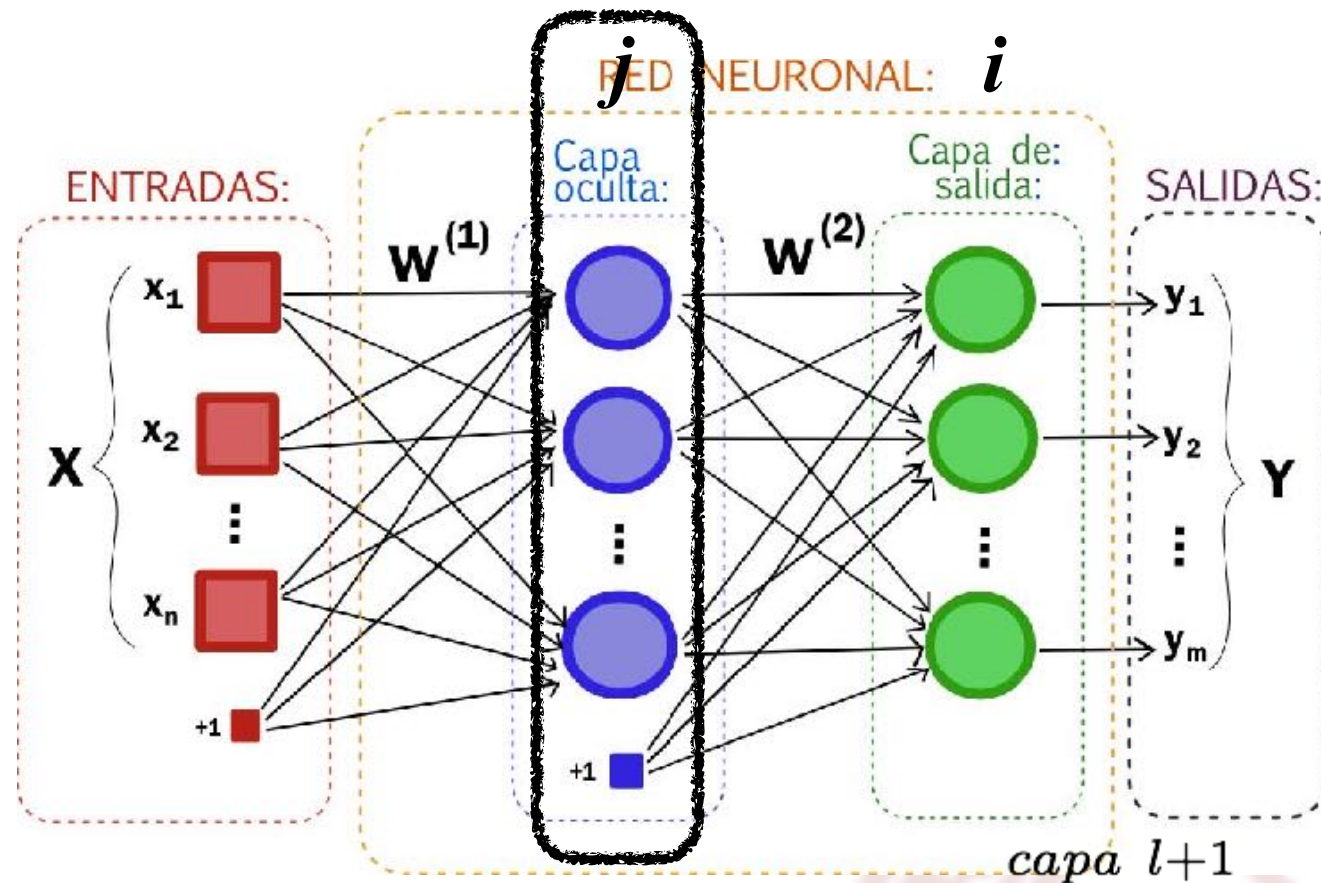 j
i
RED NEURONAL:
Capa
oculta:
Capa de:
salida:
ENTRADAS:
SALIDAS:
W(1)
W(2)
x1
y1
x2
y2
X
Y
⋮
⋮
⋮
⋮
xn
ym
+1
+1
capa l+1